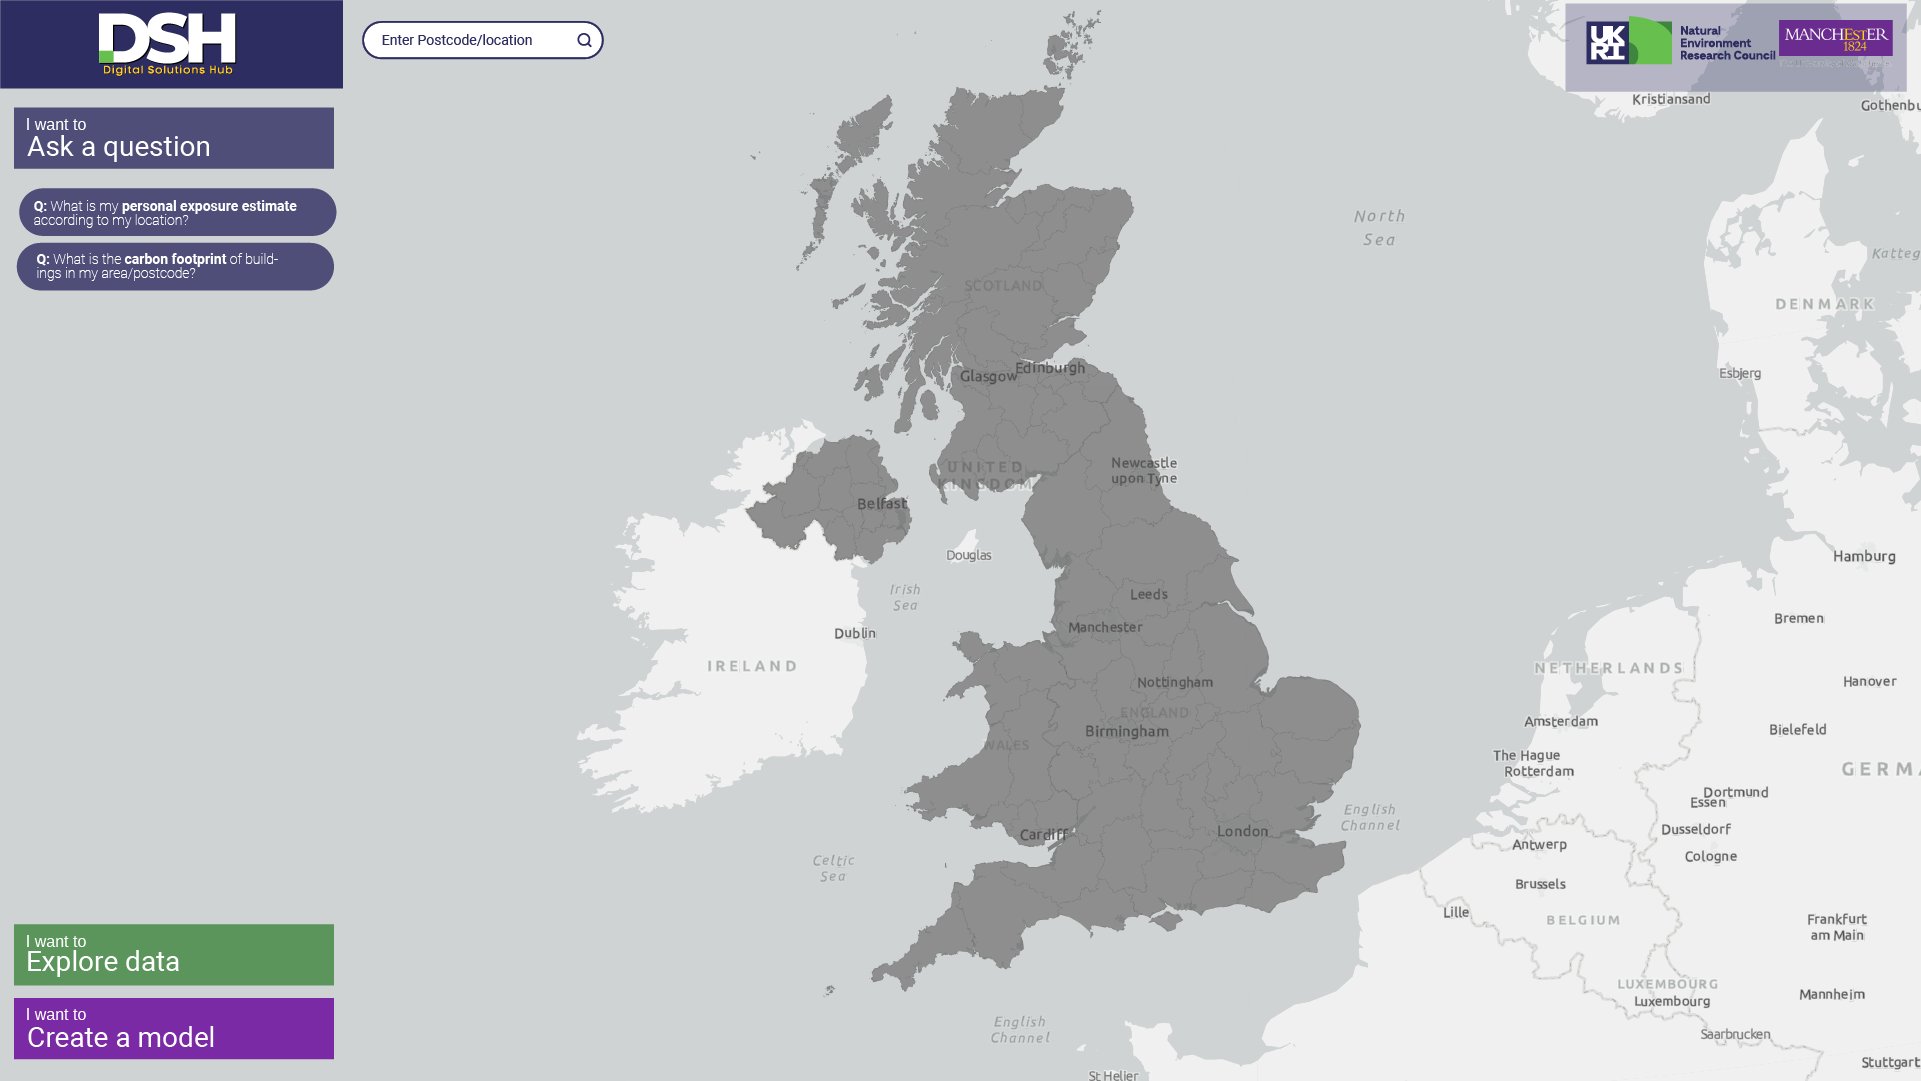 DSH
Digital Solutions Hub
Enter Postcode/location
UK
RI
Natural
Environment
Research Council
MANCHESTER
1824
I want to
Ask a question
Q: What is my personal exposure estimate
according to my location?
Q: What is the carbon footprint of build-
ings in my area/postcode?
Kristiansand
Gothenbu
North
Sea
Katteg
SCOTLAND
DENMARK
Glasgow
Edinburgh
Esbjerg
UNITED
KINGDOM
Newcastle
upon Tyne
Belfast
Douglas
Hamburg
Irish
Sea
Leeds
Bremen
Dublin
Manchester
IRELAND
NETHERLANDS
Nottingham
Hanover
ENGLAND
Birmingham
Amsterdam
Bielefeld
WALES
The Hague
Rotterdam
GERMA
Dortmund
Essen
English
Channel
Cardiff
London
Dusseldorf
Antwerp
Cologne
Celtic
Sea
Brussels
Lille
BELGIUM
Frankfurt
am Main
LUXEMBOURG
Luxembourg
Mannheim
English
Channel
Saarbrucken
Stuttgart
St Helier
I want to
Explore data
I want to
Create a model